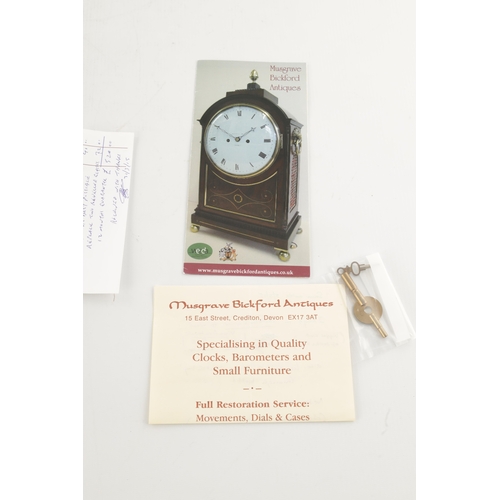 Musgrave
Bickford
Antiques
www.musgravebickfordantiques.co.uk
Musgrave Bickford Antiques
15 East Street, Crediton, Devon EX17 3AT
Specialising in Quality
Clocks, Barometers and
Small Furniture
Full Restoration Service:
Movements, Dials & Cases